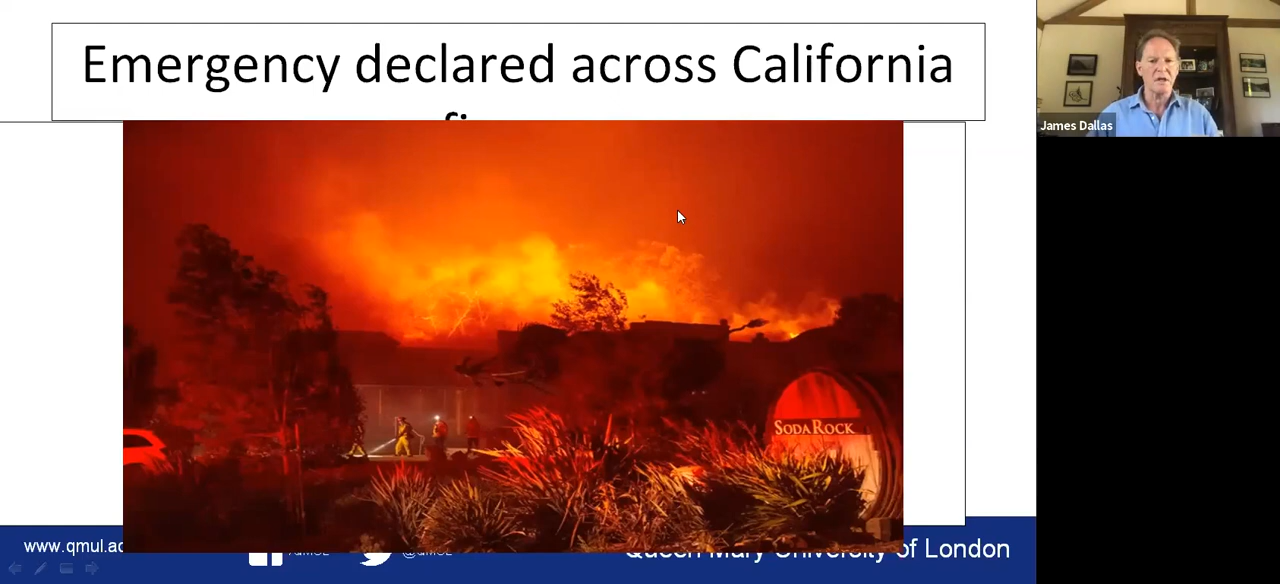 Emergency declared across California
James Dallas
SODA ROCK
www.qmul.ac
Queen Mary University of London